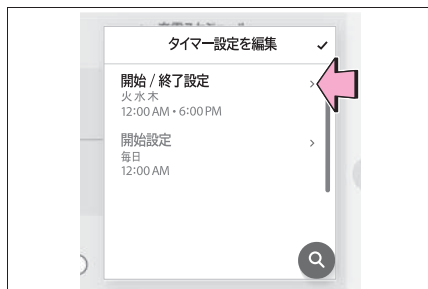 タイマー設定を編集
開始 / 終了設定
火 水 木
12:00 AM・6:00 PM
開始設定
毎日
12:00 AM